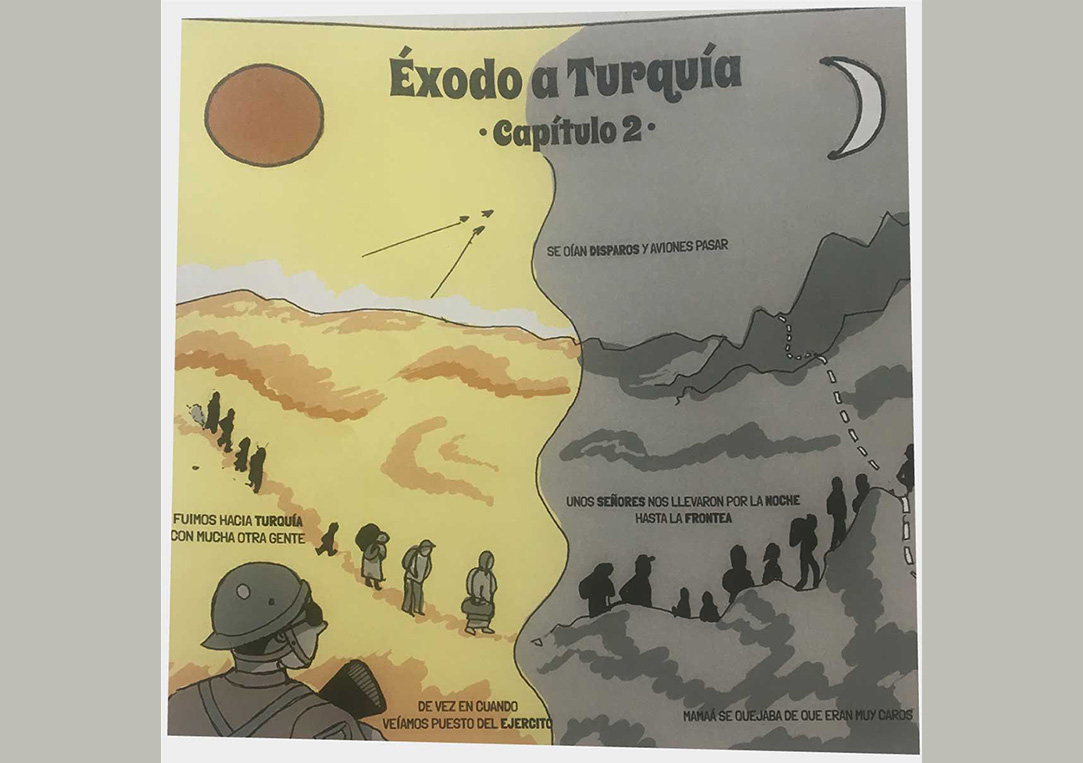 Éxodo a Turquía
• Capítulo 2 •
SE OÍAN DISPAROS Y AVIONES PASAR
FUIMOS HACIA TURQUÍA
CON MUCHA OTRA GENTE
UNOS SEÑORES NOS LLEVARON POR LA NOCHE
HASTA LA FRONTEA
DE VEZ EN CUANDO
VEÍAMOS PUESTO DEL EJERCITO
MAMAÁ SE QUEJABA DE QUE ERAN MUY CAROS